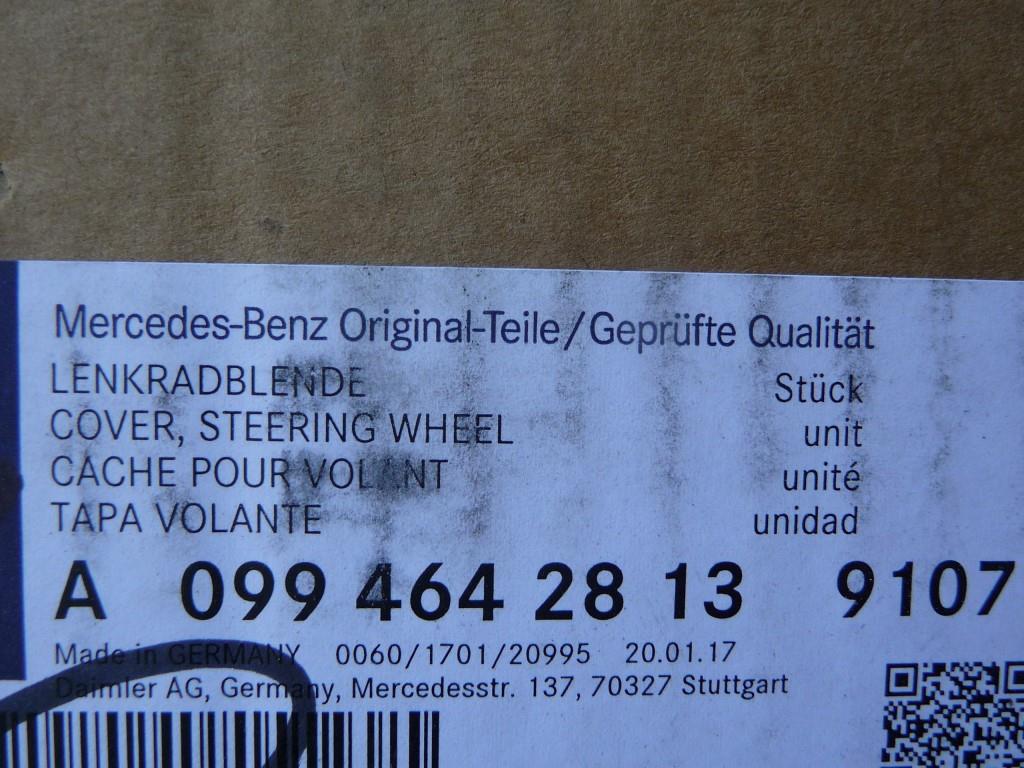 Mercedes-Benz Original-Teile/Geprüfte Qualität
LENKRADBLENDE Stück
COVER, STEERING WHEEL unit
CACHE POUR VOLANT unité
TAPA VOLANTE unidad
A 099 464 28 13 9107
Made in GERMANY 0060/1701/20995 20.01.17
Daimler AG, Germany, Mercedesstr. 137, 70327 Stuttgart